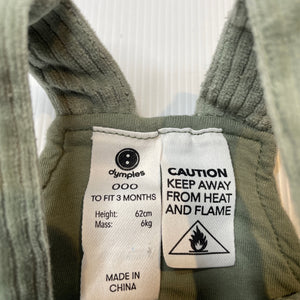 dymples
000
TO FIT 3 MONTHS
Height: 62cm
Mass: 6kg
MADE IN
CHINA
CAUTION
KEEP AWAY
FROM HEAT
AND FLAME